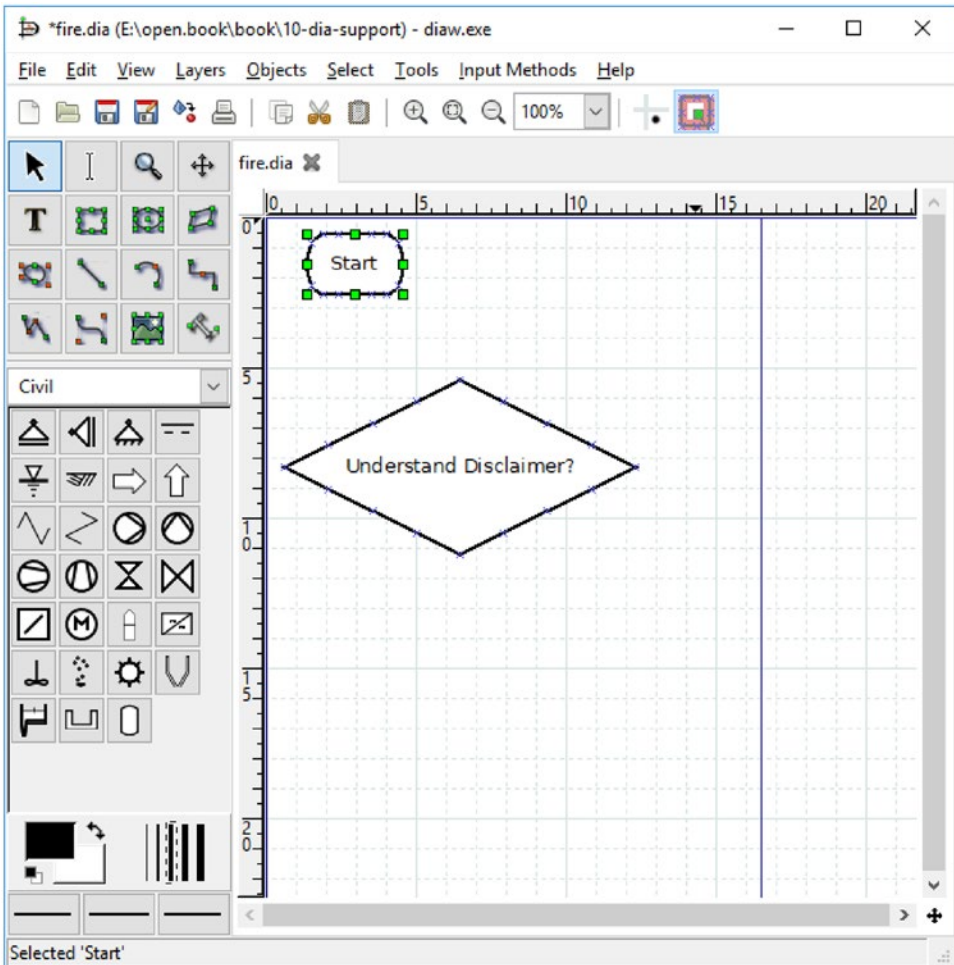 *fire.dia (E:\open.book\book\10-dia-support) - diaw.exe
File Edit View Layers Objects Select Tools Input Methods Help
100%
fire.dia
T
0 5 10 15 20
0
Start
5
Understand Disclaimer?
10
15
20
Civil
M
Selected 'Start'